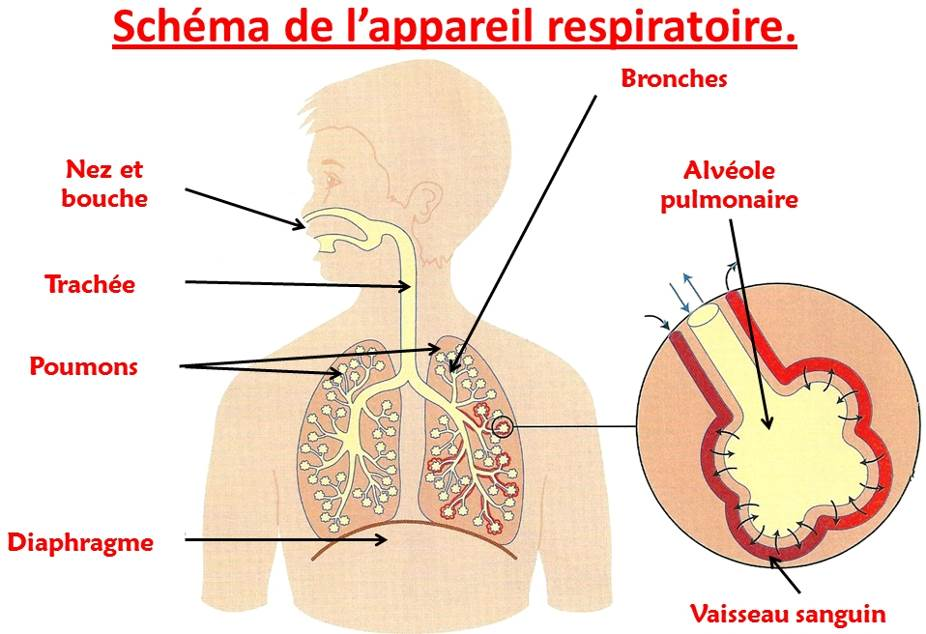 Schéma de l'appareil respiratoire.
Bronches
Nez et
bouche
Alvéole
pulmonaire
Trachée
Poumons
Diaphragme
Vaisseau sanguin